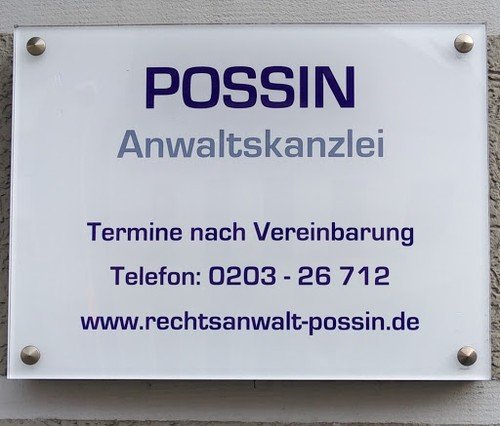 POSSIN
Anwaltskanzlei
Termine nach Vereinbarung
Telefon: 0203 - 26 712
www.rechtsanwalt-possin.de